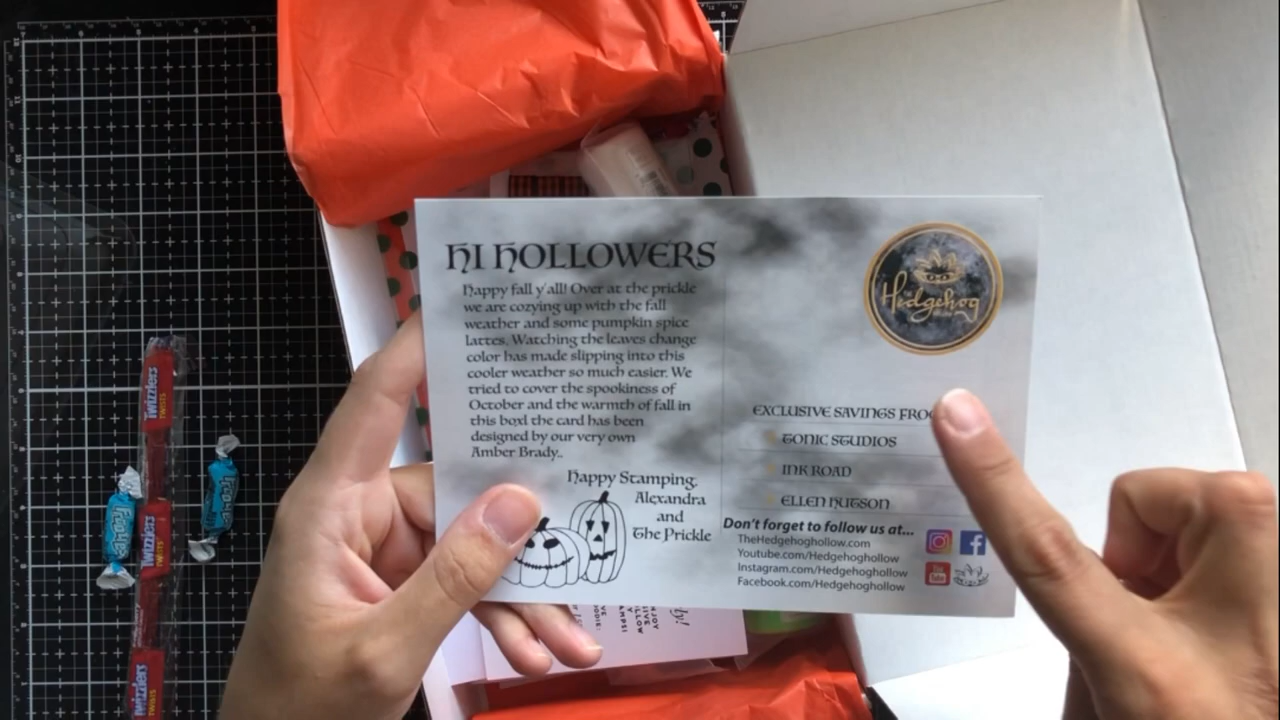 HI HOLLOWERS
Happy fall y'all! Over at the prickle
we are cozying up with the fall
weather and some pumpkin spice
Lattes. Watching the leaves change
color has made slipping into this
cooler weather so much easier. We
tried to cover the spookiness of
October and the warmth of fall in
this box! the card has been
designed by our very own
Amber Brady..
Happy Stamping,
Alexandra
and
The Prickle
Hedgehog
EXCLUSIVE SAVINGS
TONIC STUDIOS
INK ROAD
ELLEN HUTSON
Don't forget to follow us at...
TheHedgehoghollow.com
Youtube.com/Hedgehoghollow
Instagram.com/Hedgehoghollow
Facebook.com/Hedgehoghollow
TWIZZLERS
TWISTS
TWIZZLERS
TWISTS
TWIZZLERS
TWISTS